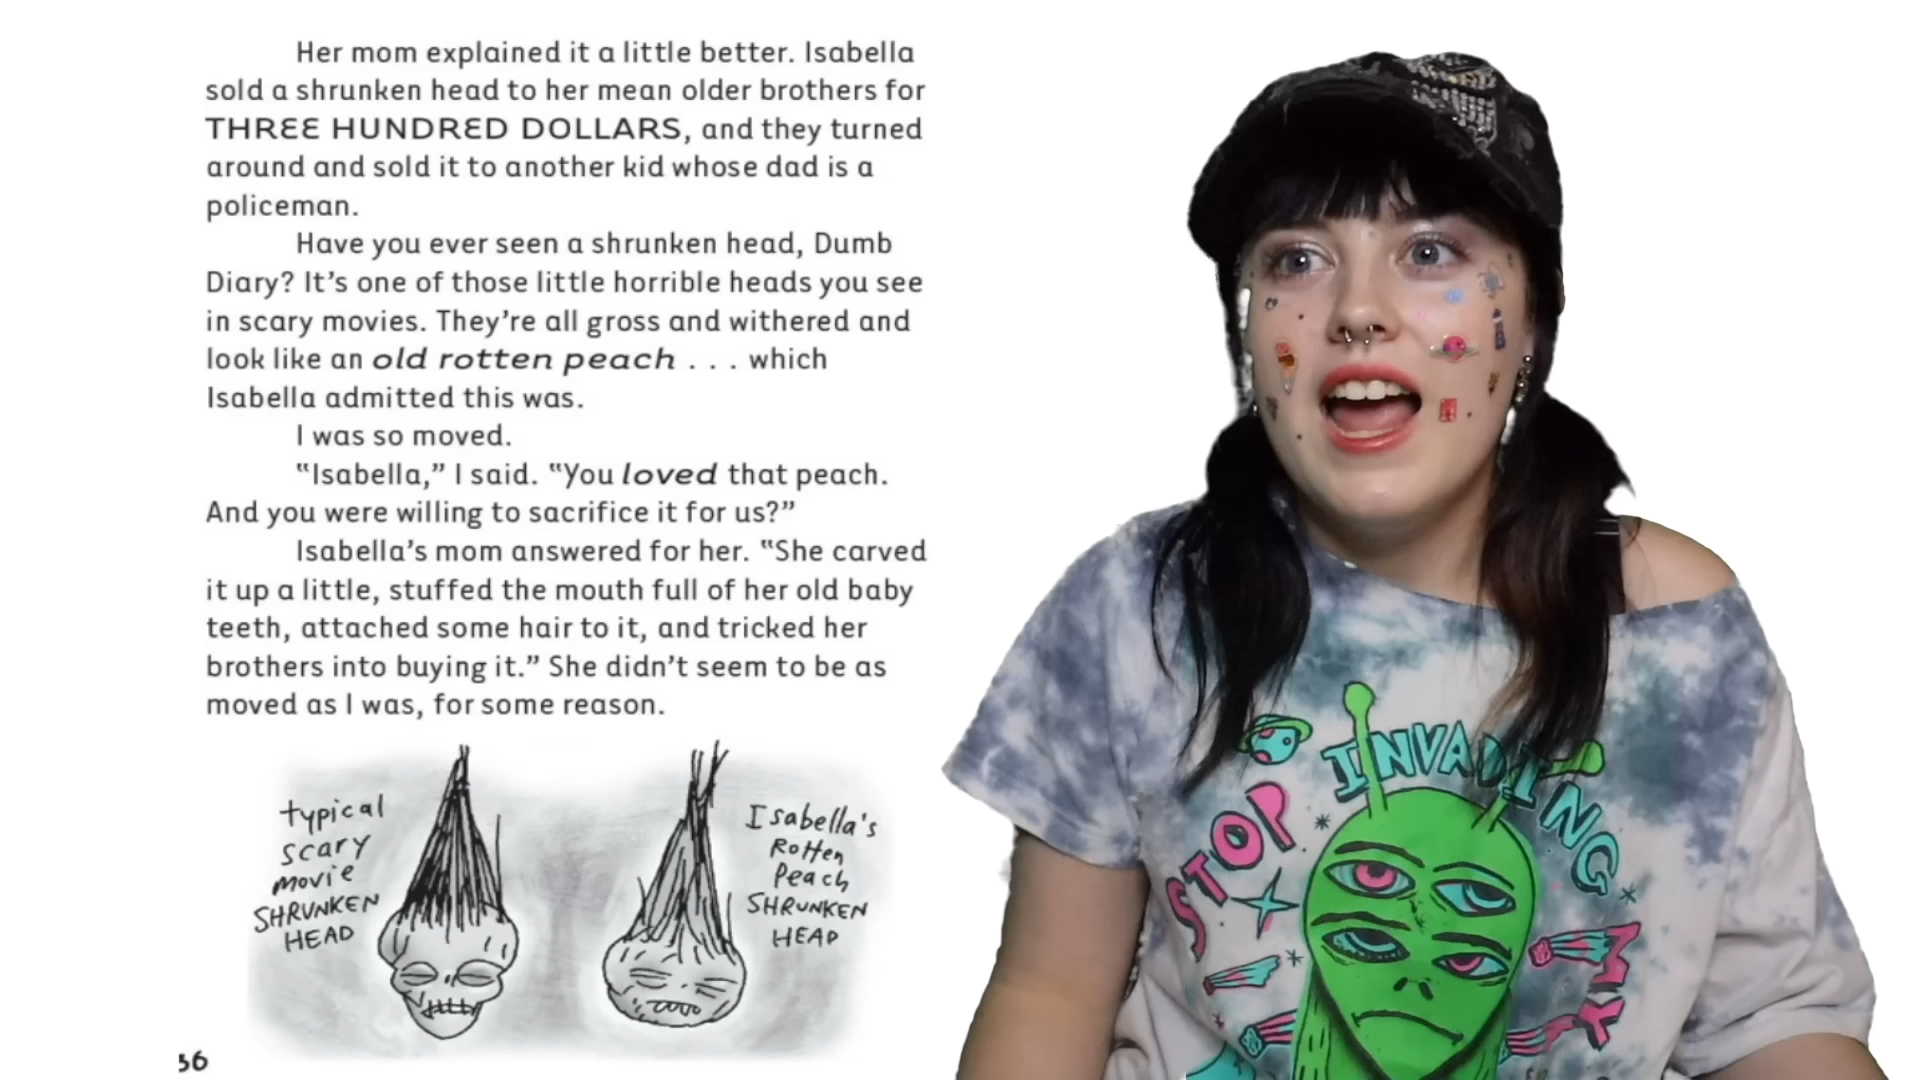 Her mom explained it a little better. Isabella
sold a shrunken head to her mean older brothers for
THREE HUNDRED DOLLARS, and they turned
around and sold it to another kid whose dad is a
policeman.
Have you ever seen a shrunken head, Dumb
Diary? It's one of those little horrible heads you see
in scary movies. They're all gross and withered and
look like an old rotten peach . . . which
Isabella admitted this was.
I was so moved.
"Isabella," I said. "You loved that peach.
And you were willing to sacrifice it for us?"
Isabella's mom answered for her. "She carved
it up a little, stuffed the mouth full of her old baby
teeth, attached some hair to it, and tricked her
brothers into buying it." She didn't seem to be as
moved as I was, for some reason.
typical
scary
movie
SHRUNKEN
HEAD
Isabella's
Rotten
Peach
SHRUNKEN
HEAD
36
STOP
INVADING
MY